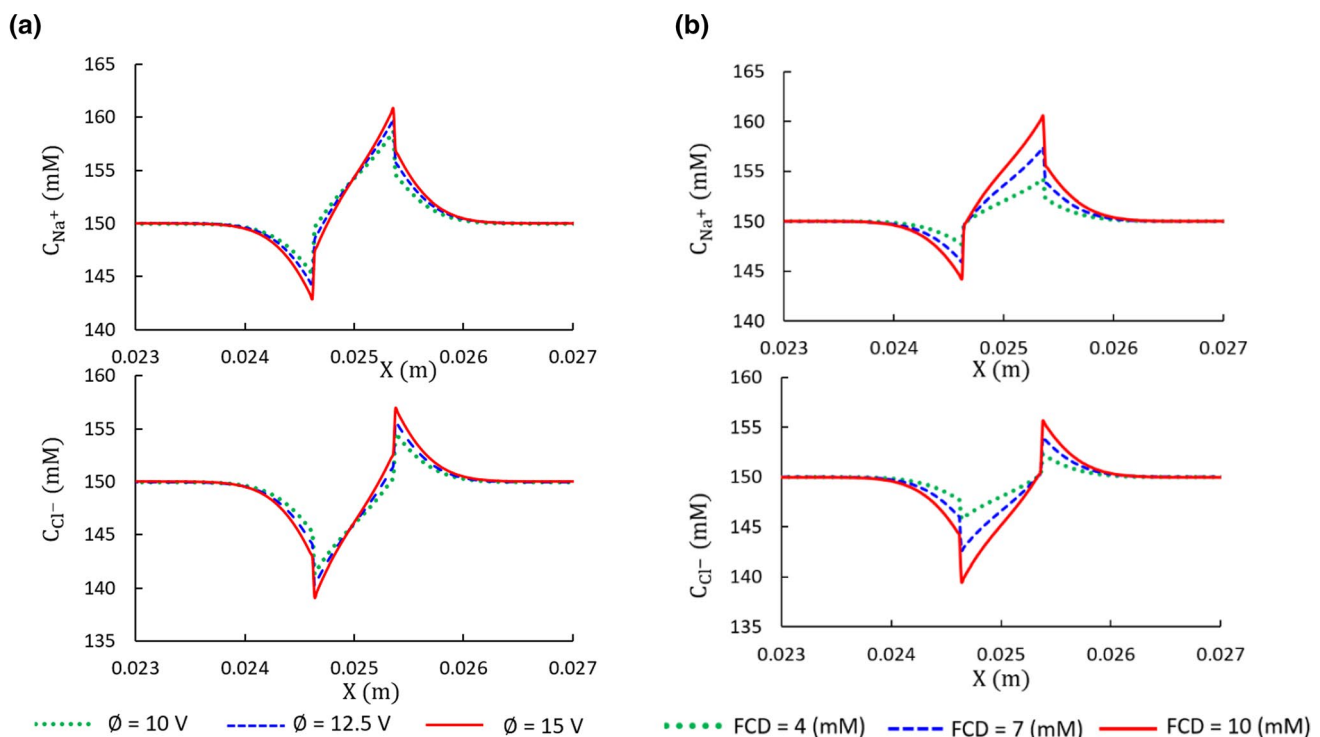 (a)
165
160
155
150
145
140
C_Na⁺ (mM)
0.023
0.024
0.025
0.026
0.027
X (m)
160
155
150
145
140
135
C_Cl⁻ (mM)
0.023
0.024
0.025
0.026
0.027
X (m)
Ø = 10 V
Ø = 12.5 V
Ø = 15 V
(b)
165
160
155
150
145
140
C_Na⁺ (mM)
0.023
0.024
0.025
0.026
0.027
X (m)
160
155
150
145
140
135
C_Cl⁻ (mM)
0.023
0.024
0.025
0.026
0.027
X (m)
FCD = 4 (mM)
FCD = 7 (mM)
FCD = 10 (mM)